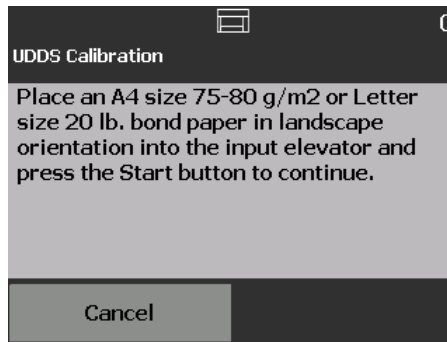 UDDS Calibration
Place an A4 size 75-80 g/m2 or Letter
size 20 lb. bond paper in landscape
orientation into the input elevator and
press the Start button to continue.
Cancel